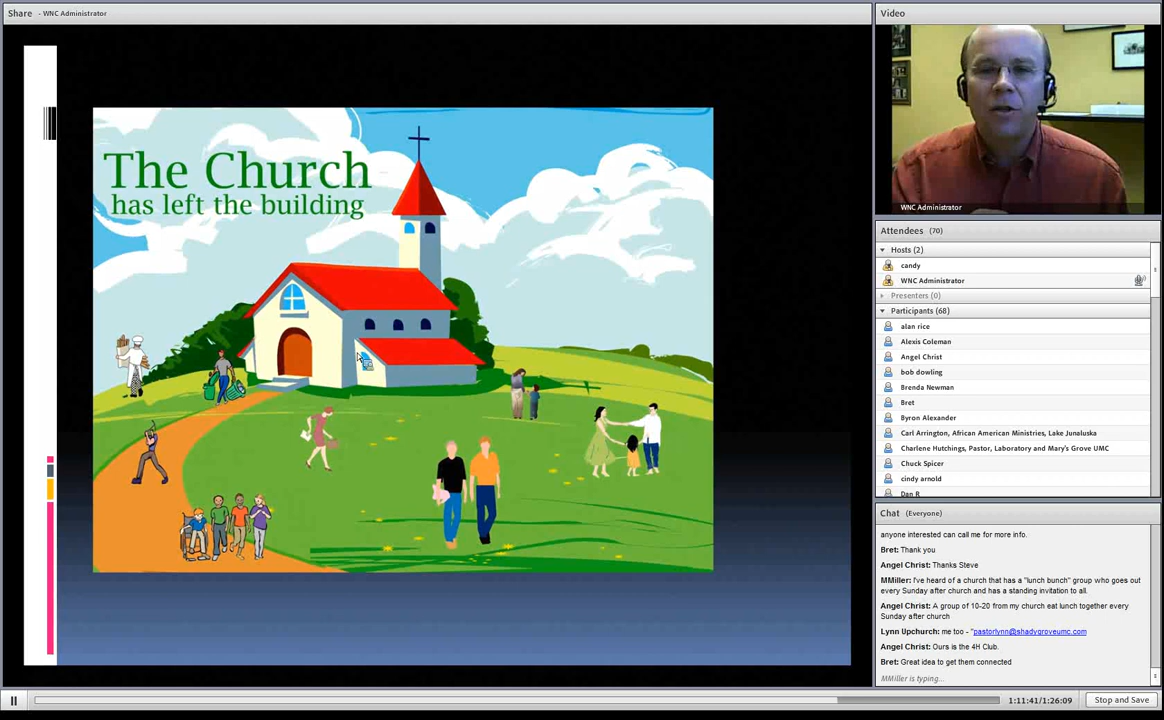 Share - WNC Administrator
The Church
has left the building
Video
WNC Administrator
Attendees (70)
Hosts (2)
candy
WNC Administrator
Presenters (0)
Participants (68)
alan rice
Alexis Coleman
Angel Christ
bob dowling
Brenda Newman
Bret
Byron Alexander
Carl Arrington, African American Ministries, Lake Junaluska
Charlene Hutchings, Pastor, Laboratory and Mary's Grove UMC
Chuck Spicer
cindy arnold
Dan R
Chat (Everyone)
anyone interested can call me for more info.
Bret: Thank you
Angel Christ: Thanks Steve
MMiller: I've heard of a church that has a "lunch bunch" group who goes out
every Sunday after church and has a standing invitation to all.
Angel Christ: A group of 10-20 from my church eat lunch together every
Sunday after church
Lynn Upchurch: me too - "pastorlynn@shadygroveumc.com
Angel Christ: Ours is the 4H Club.
Bret: Great idea to get them connected
MMiller is typing...
1:11:41/1:26:09
Stop and Save